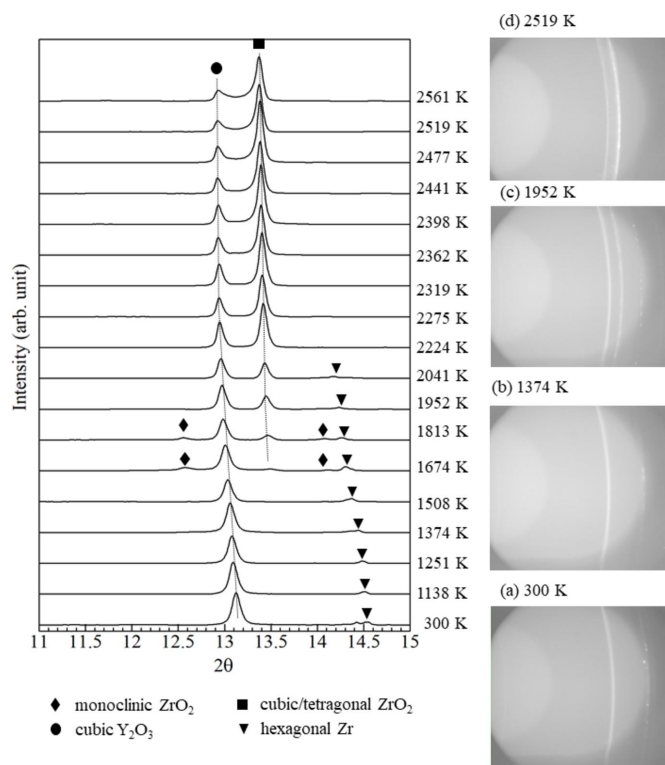 (d) 2519 K
2561 K
2519 K
2477 K
2441 K
2398 K
2362 K
2319 K
2275 K
2224 K
2041 K
1952 K
1813 K
1674 K
1508 K
1374 K
1251 K
1138 K
300 K
Intensity (arb. unit)
11 11.5 12 12.5 13 13.5 14 14.5 15
2θ
monoclinic ZrO₂
cubic/tetragonal ZrO₂
cubic Y₂O₃
hexagonal Zr
(c) 1952 K
(b) 1374 K
(a) 300 K